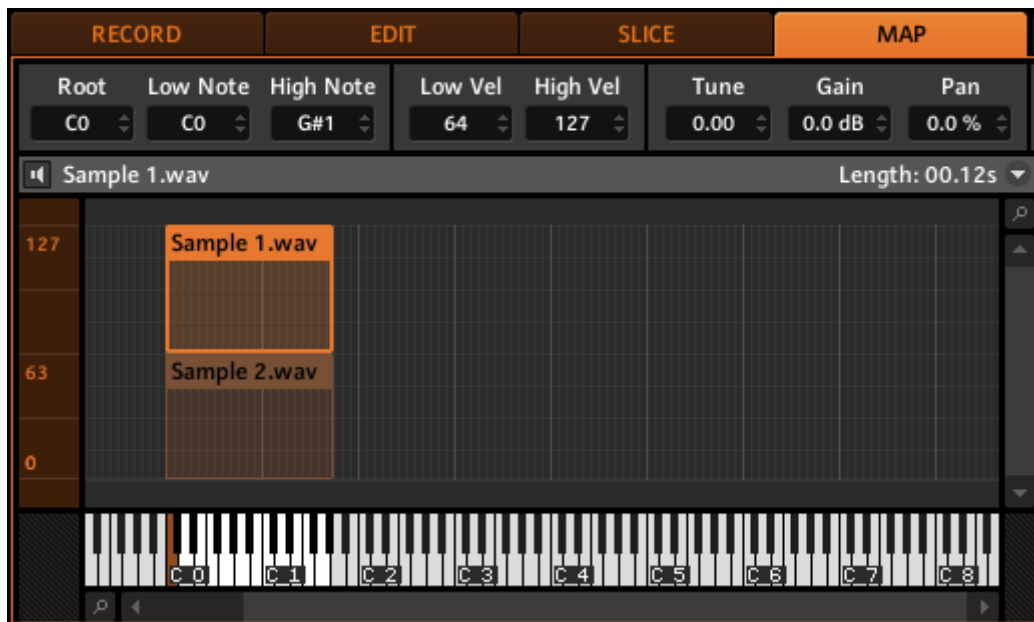 RECORD EDIT SLICE MAP
Root Low Note High Note Low Vel High Vel Tune Gain Pan
C0 C0 G#1 64 127 0.00 0.0 dB 0.0 %
Sample 1.wav Length: 00.12s
127 Sample 1.wav
63 Sample 2.wav
0
C 0 C 1 C 2 C 3 C 4 C 5 C 6 C 7 C 8